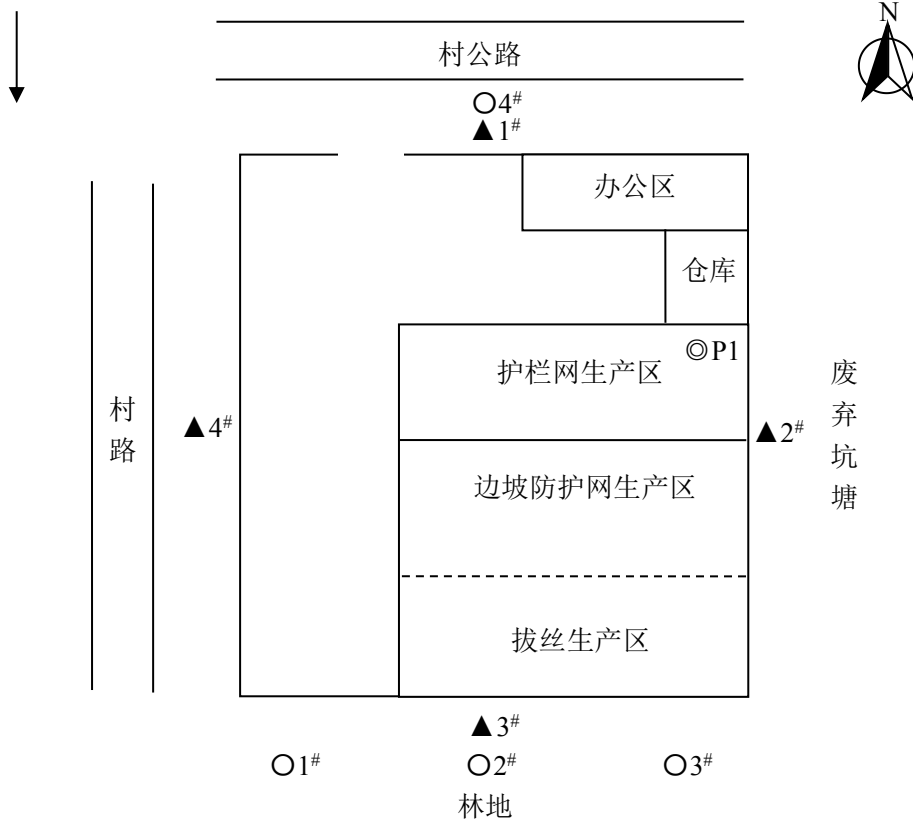 N
村公路
○4#
▲1#
办公区
仓库
◎P1
护栏网生产区
村路
▲4#
▲2#
废弃坑塘
边坡防护网生产区
拔丝生产区
▲3#
○1#
○2#
○3#
林地